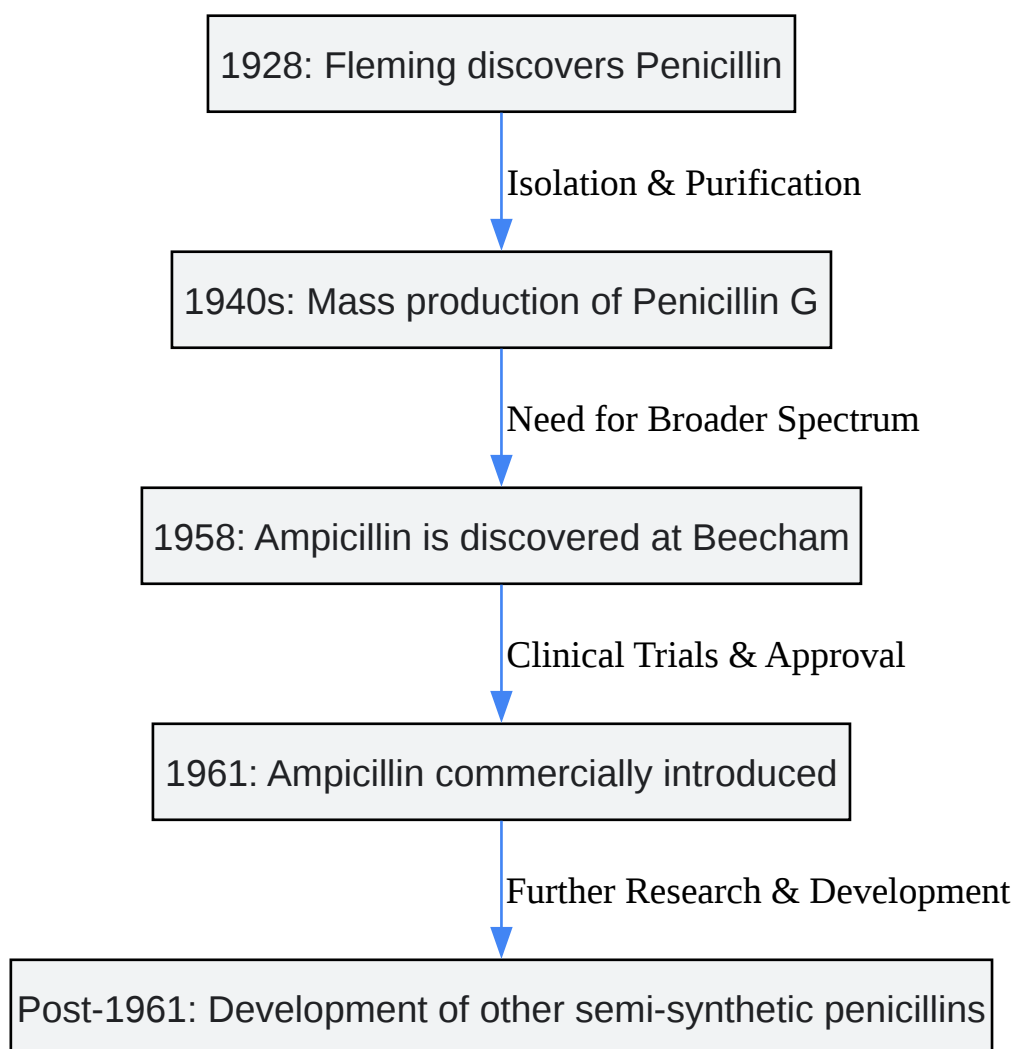 1928: Fleming discovers Penicillin
Isolation & Purification
1940s: Mass production of Penicillin G
Need for Broader Spectrum
1958: Ampicillin is discovered at Beecham
Clinical Trials & Approval
1961: Ampicillin commercially introduced
Further Research & Development
Post-1961: Development of other semi-synthetic penicillins